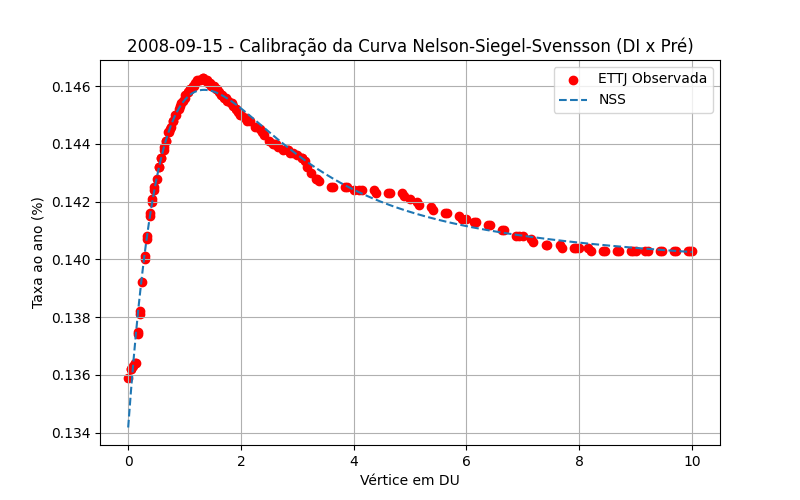 2008-09-15 - Calibração da Curva Nelson-Siegel-Svensson (DI x Pré)
ETTJ Observada
NSS
Taxa ao ano (%)
0.146
0.144
0.142
0.140
0.138
0.136
0.134
0 2 4 6 8 10
Vértice em DU